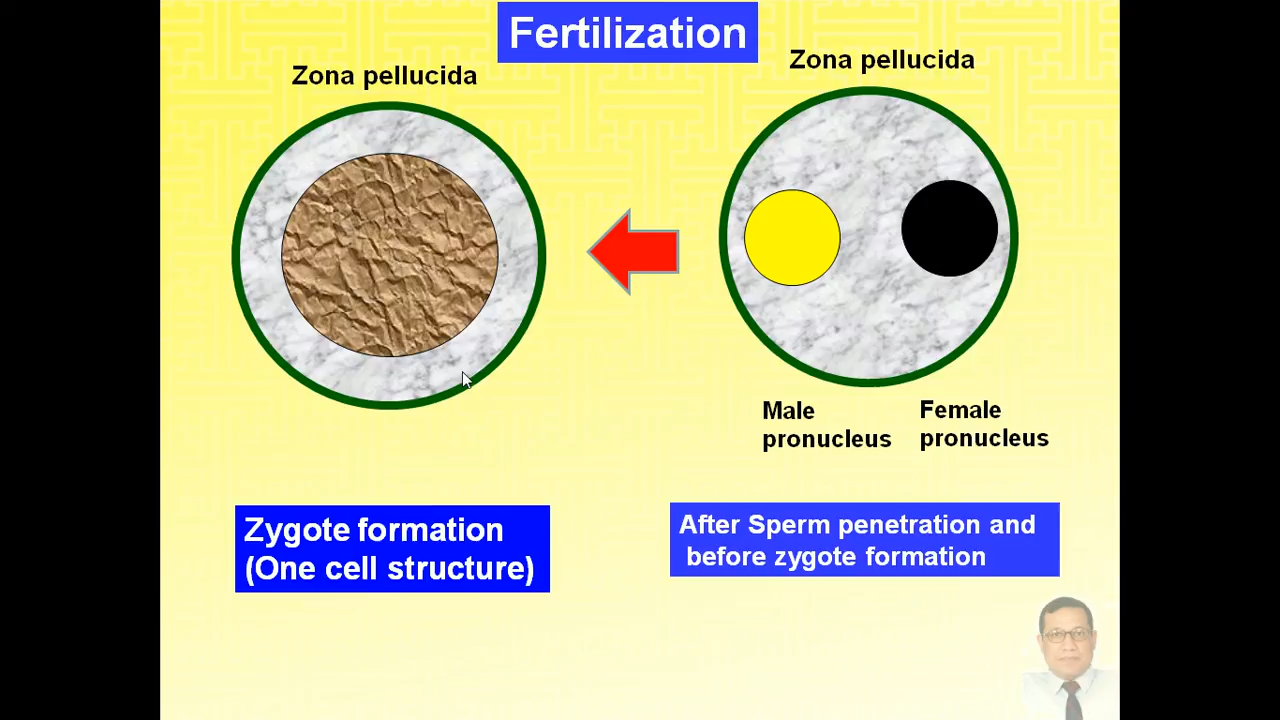 Fertilization
Zona pellucida
Zona pellucida
Male
pronucleus
Female
pronucleus
Zygote formation
(One cell structure)
After Sperm penetration and
before zygote formation